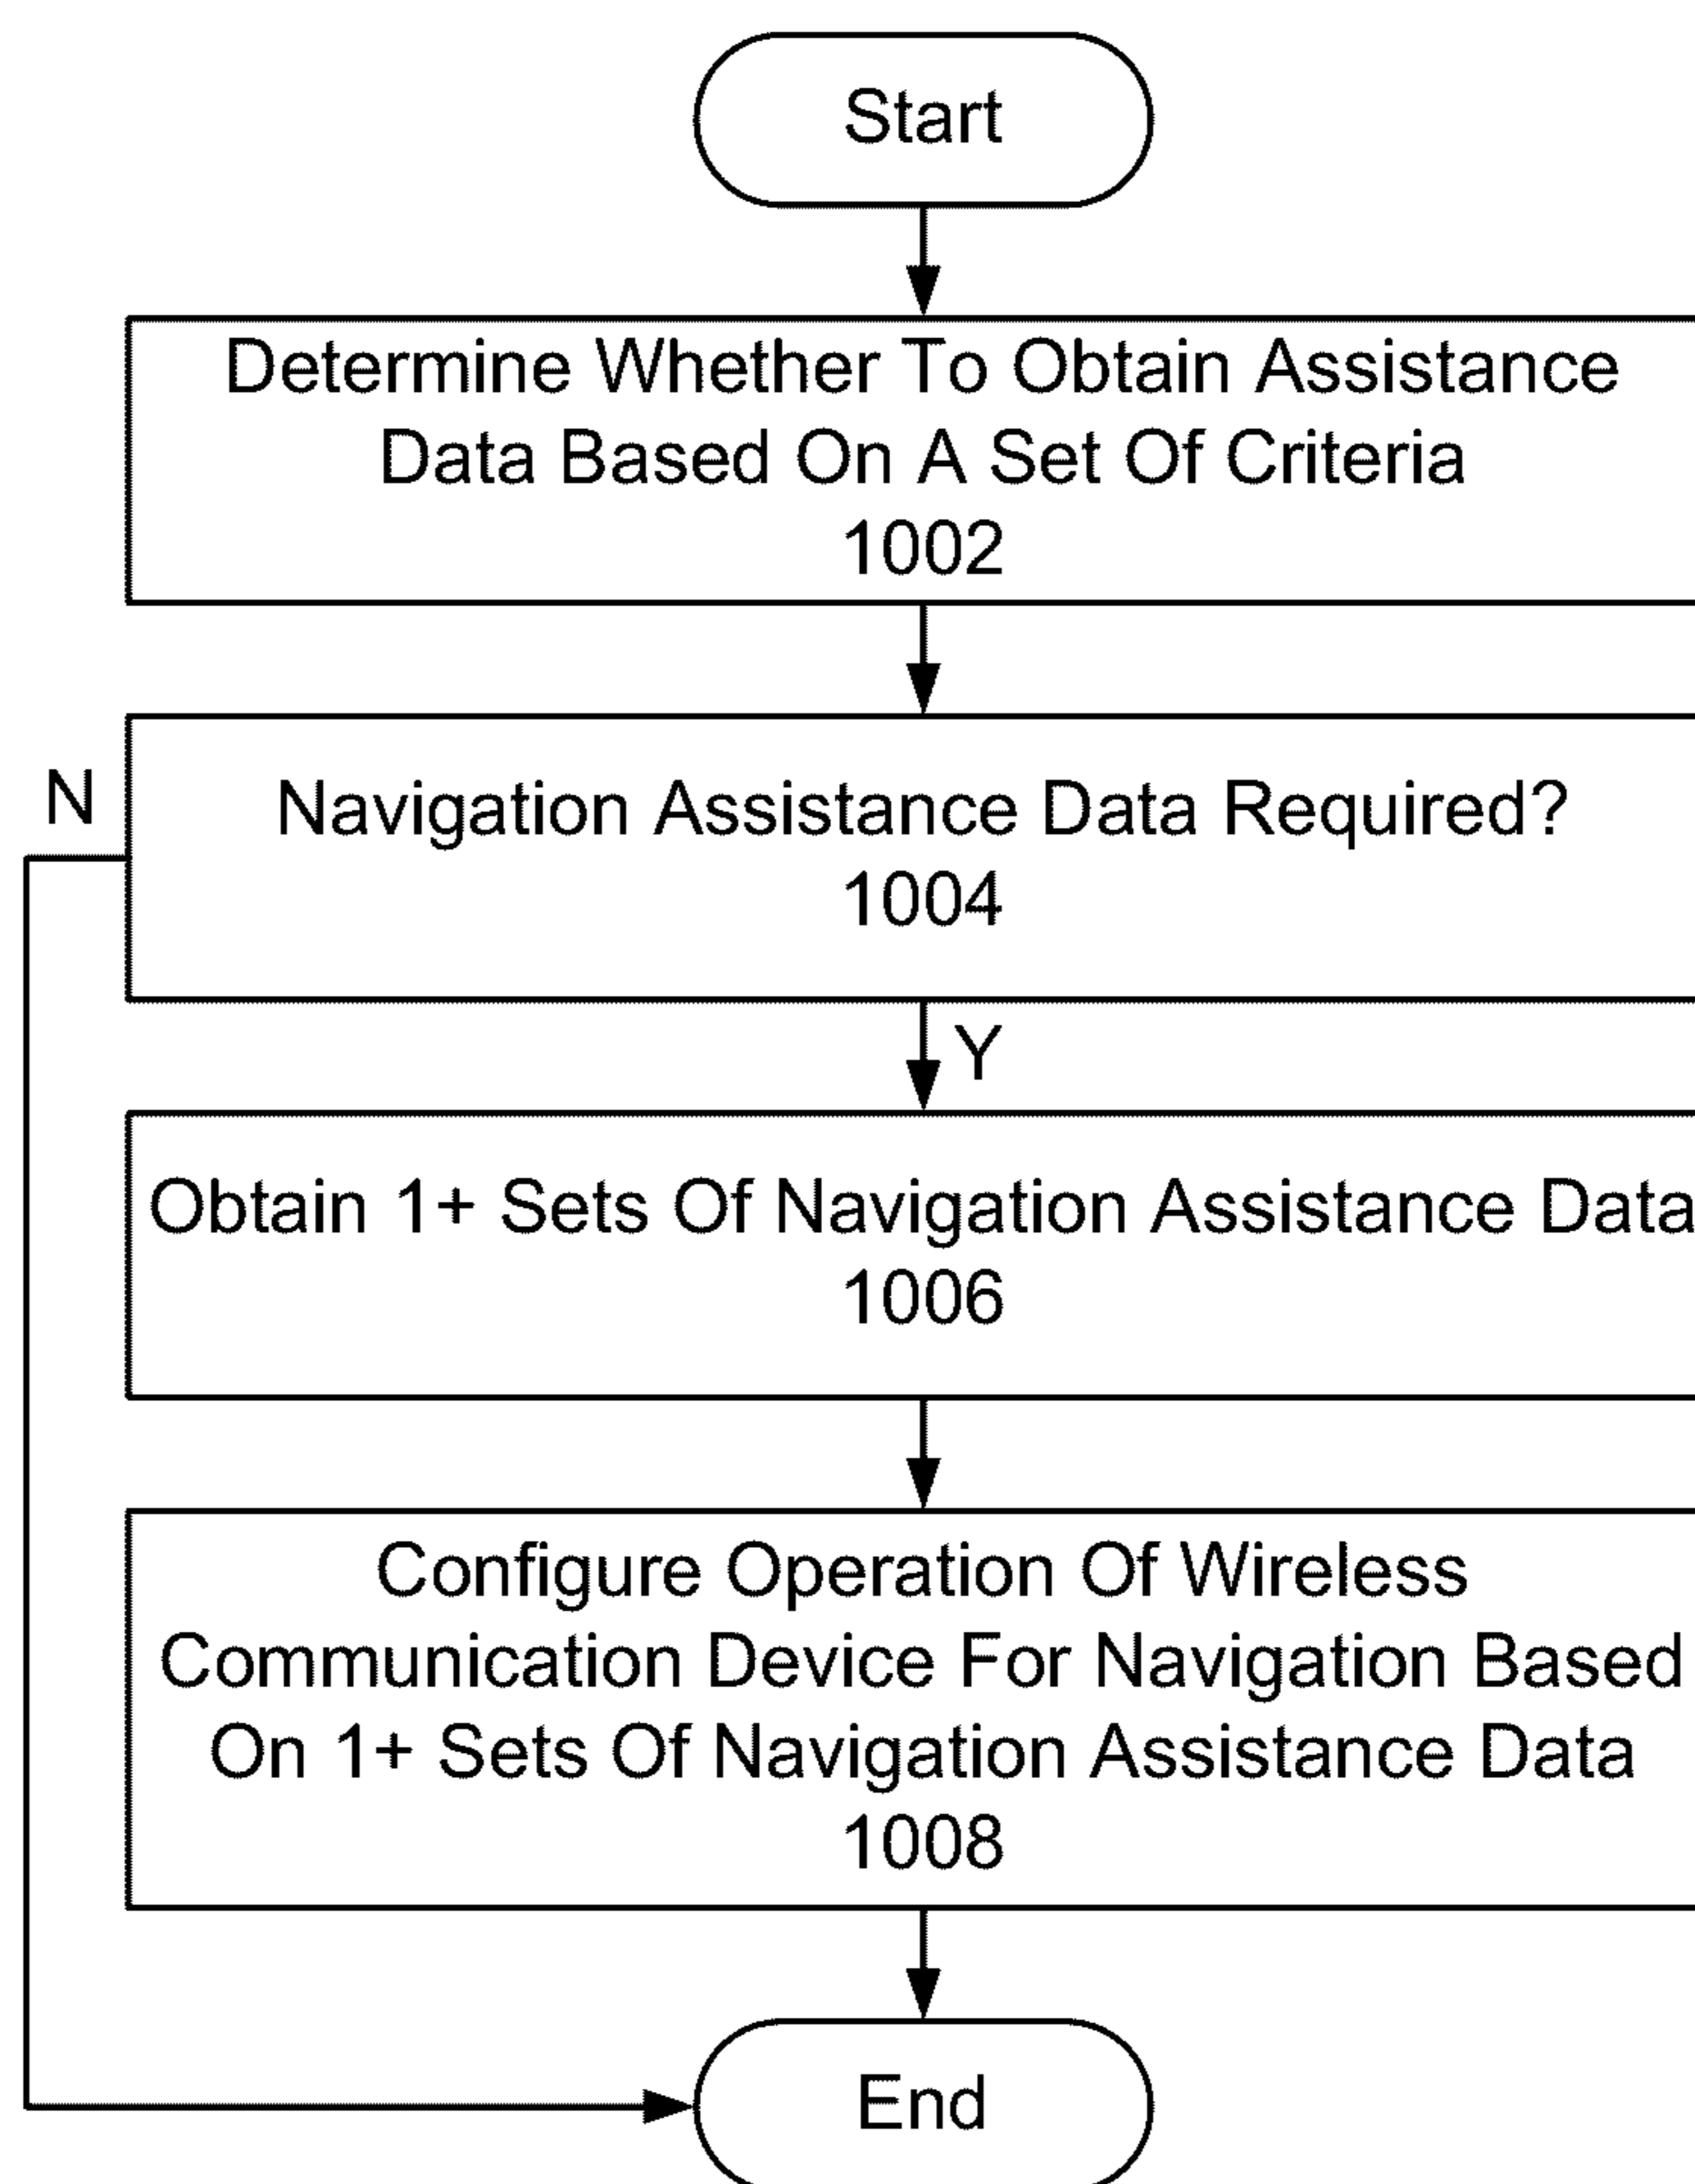 Start
Determine Whether To Obtain Assistance
Data Based On A Set Of Criteria
1002
N
Navigation Assistance Data Required?
1004
Y
Obtain 1+ Sets Of Navigation Assistance Data
1006
Configure Operation Of Wireless
Communication Device For Navigation Based
On 1+ Sets Of Navigation Assistance Data
1008
End